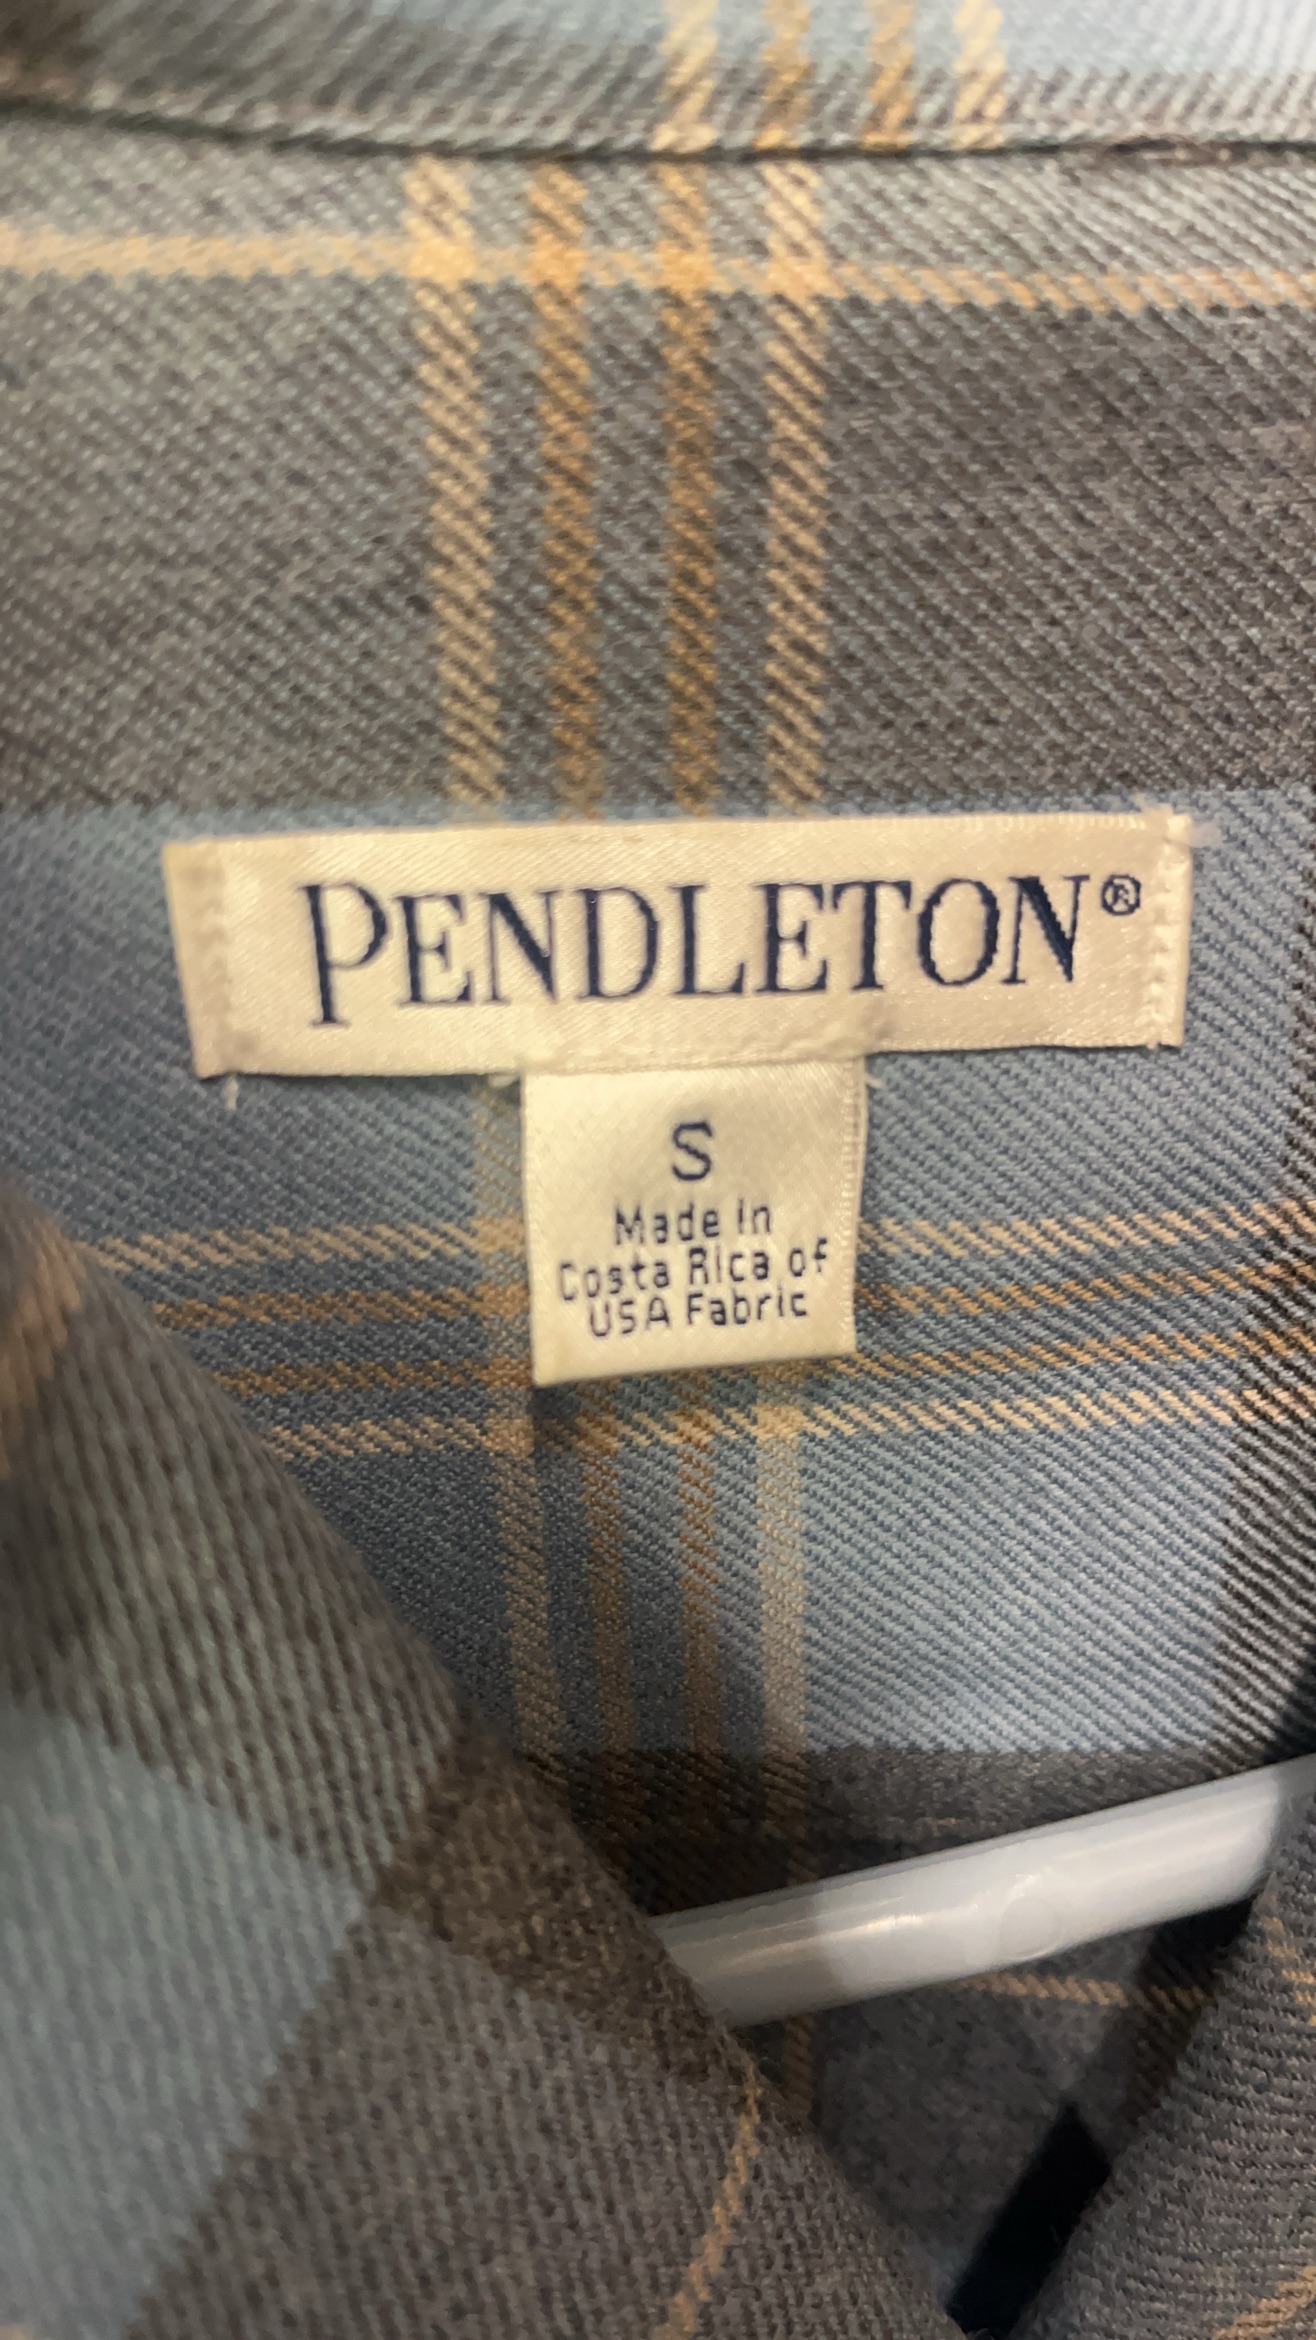 PENDLETON®
S
Made in
Costa Rica of
USA Fabric